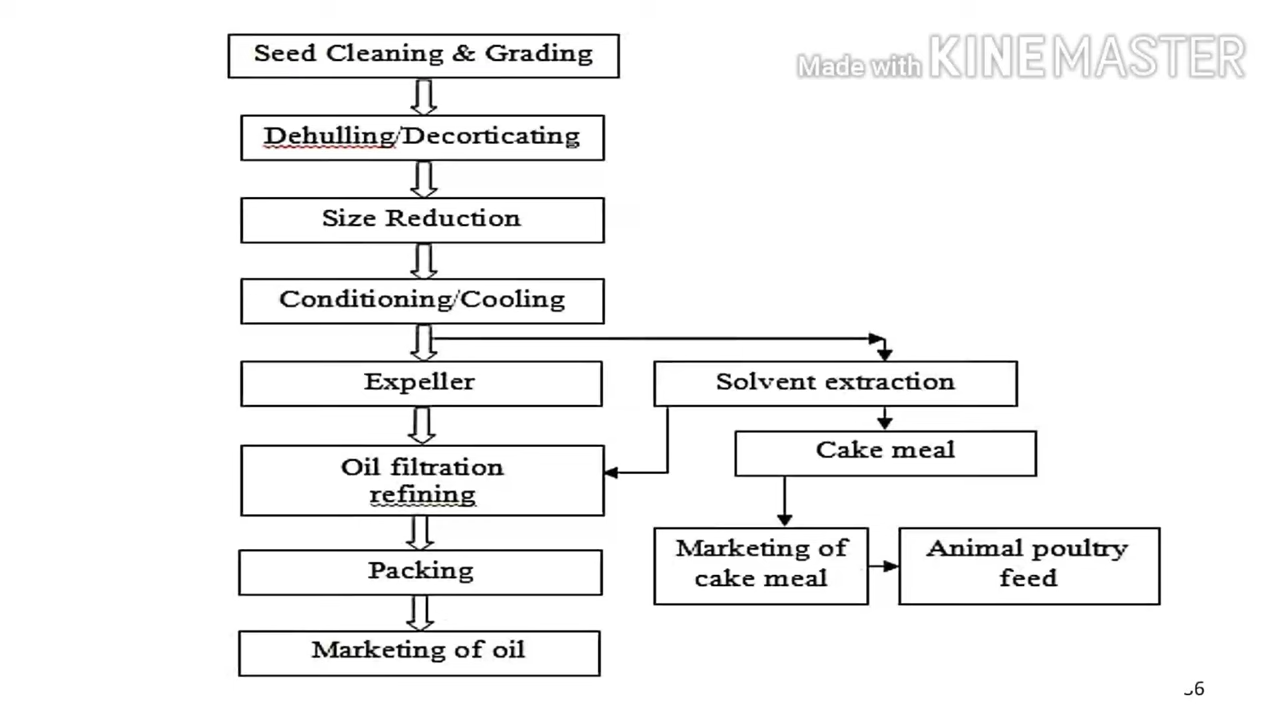 Seed Cleaning & Grading
Made with KINEMASTER
Dehulling/Decorticating
Size Reduction
Conditioning/Cooling
Expeller
Solvent extraction
Cake meal
Oil filtration
refining
Marketing of
cake meal
Animal poultry
feed
Packing
Marketing of oil